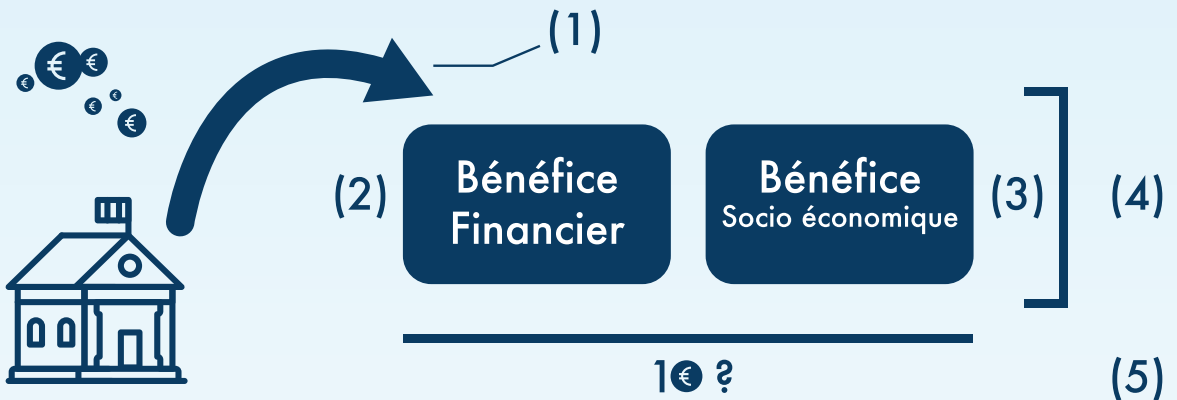 (1)
€ € € € € €
(2)
Bénéfice
Financier
Bénéfice
Socio économique
(3)
(4)
1€ ?
(5)